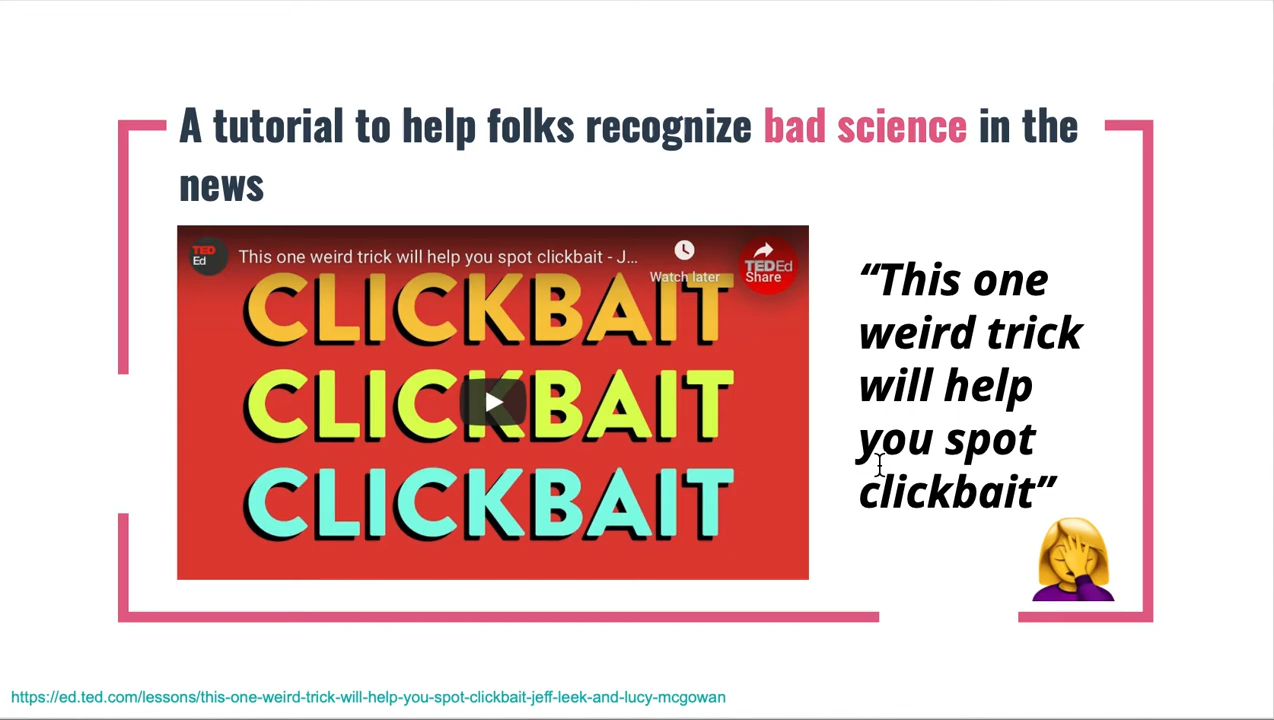 A tutorial to help folks recognize bad science in the
news
TED
Ed
This one weird trick will help you spot clickbait - J...
Watch later
TEDEd
Share
CLICKBAIT
CLICKBAIT
CLICKBAIT
“This one
weird trick
will help
you spot
clickbait”
https://ed.ted.com/lessons/this-one-weird-trick-will-help-you-spot-clickbait-jeff-leek-and-lucy-mcgowan